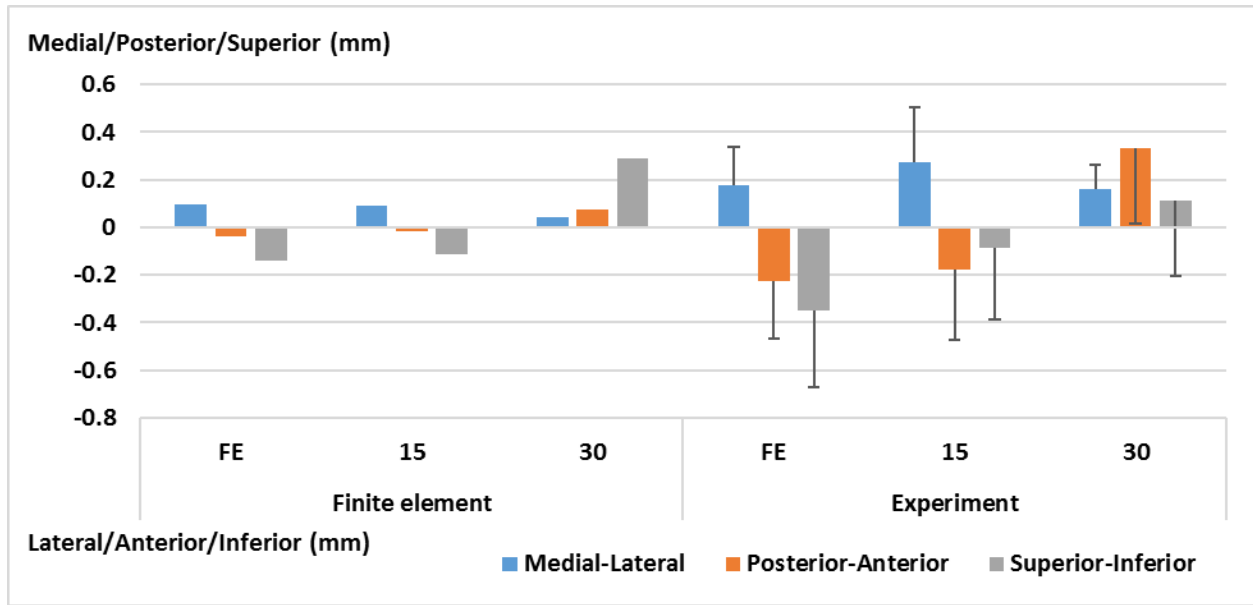 Medial/Posterior/Superior (mm)
0.6
0.4
0.2
0
-0.2
-0.4
-0.6
-0.8
FE 15 30 FE 15 30
Finite element Experiment
Lateral/Anterior/Inferior (mm)
Medial-Lateral Posterior-Anterior Superior-Inferior